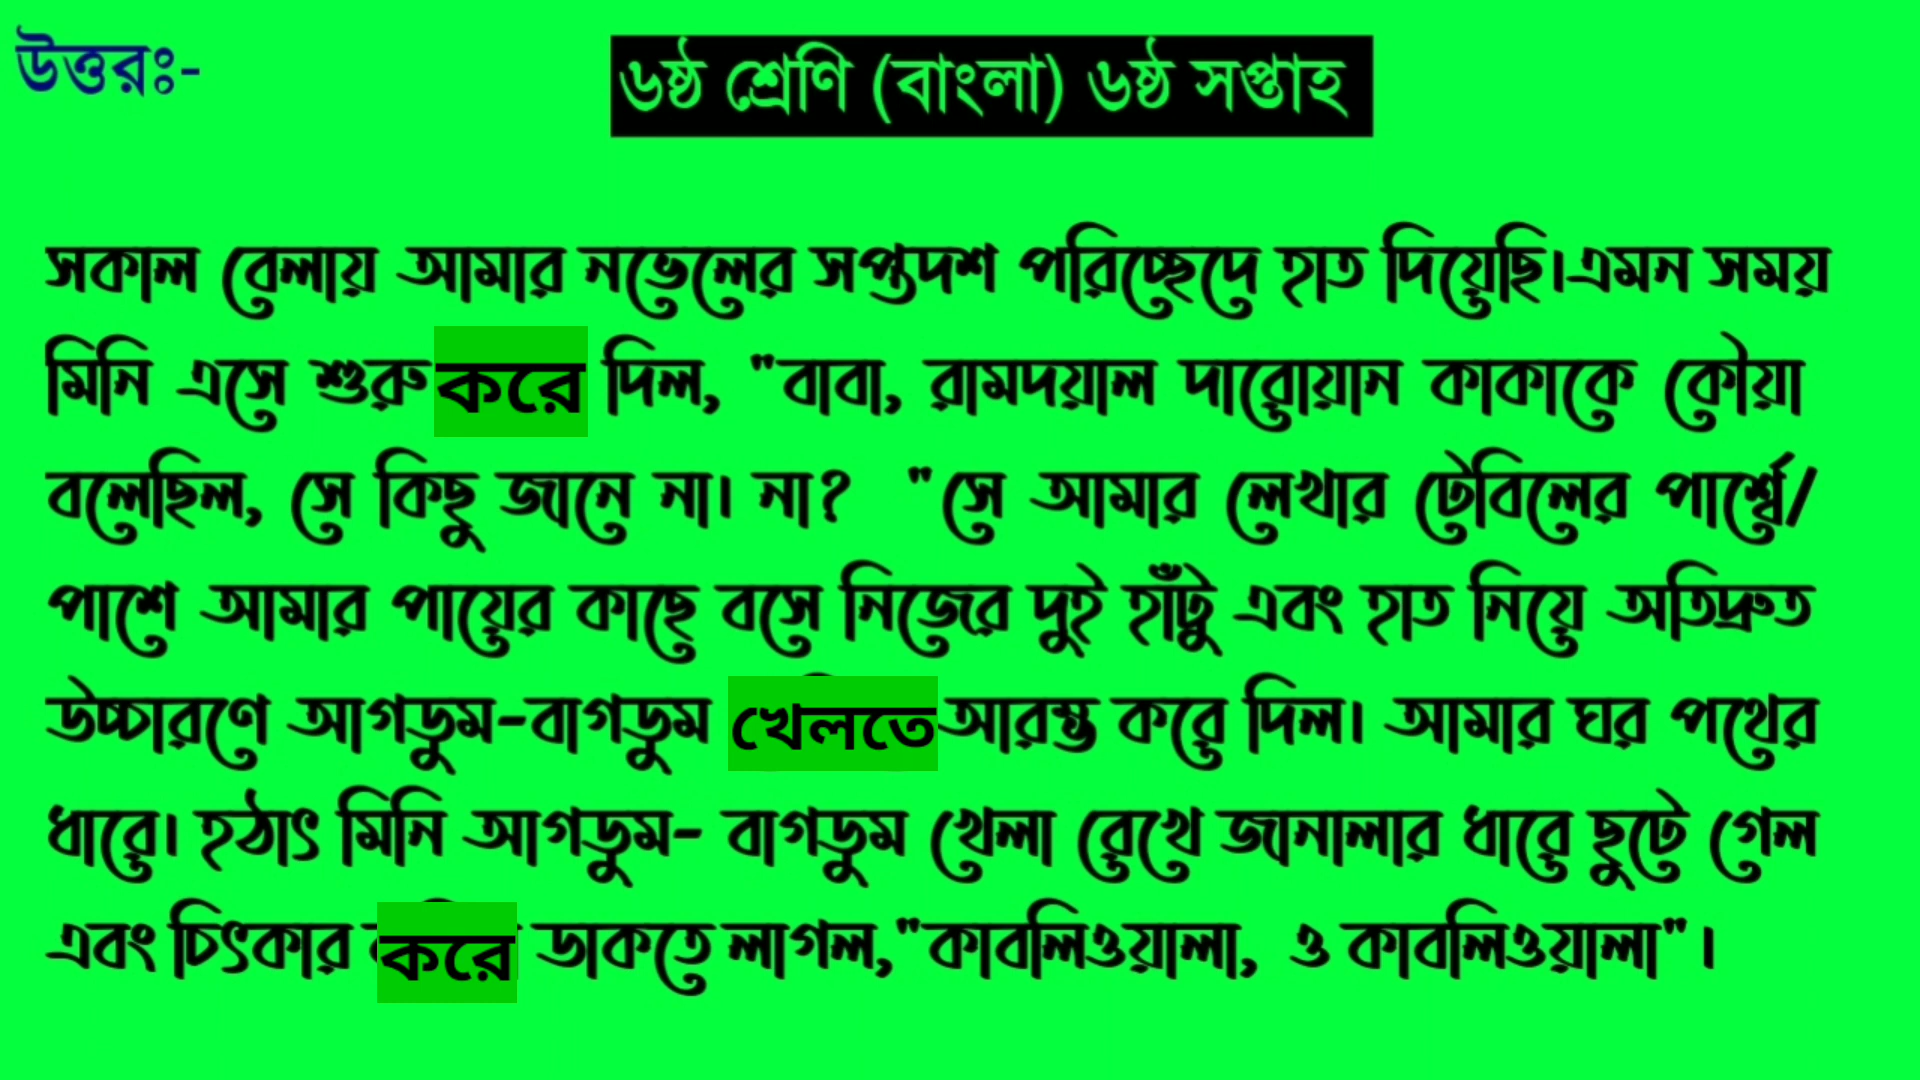 উত্তরঃ-
৬ষ্ঠ শ্রেণি (বাংলা) ৬ষ্ঠ সপ্তাহ
সকাল বেলায় আমার নভেলের সপ্তদশ পরিচ্ছেদে হাত দিয়েছি।এমন সময়
মিনি এসে শুরু করে দিল, "বাবা, রামদয়াল দারোয়ান কাকাকে কৌয়া
বলেছিল, সে কিছু জানে না। না? "সে আমার লেখার টেবিলের পার্শ্বে/
পাশে আমার পায়ের কাছে বসে নিজের দুই হাঁটু এবং হাত নিয়ে অতিদ্রুত
উচ্চারণে আগডুম-বাগডুম খেলতে আরম্ভ করে দিল। আমার ঘর পথের
ধারে। হঠাৎ মিনি আগডুম- বাগডুম খেলা রেখে জানালার ধারে ছুটে গেল
এবং চিৎকার করে ডাকতে লাগল,"কাবলিওয়ালা, ও কাবলিওয়ালা"।